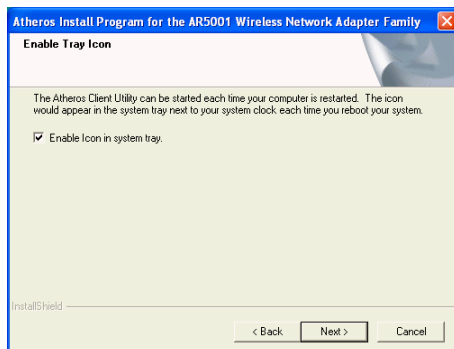 Atheros Install Program for the AR5001 Wireless Network Adapter Family
Enable Tray Icon
The Atheros Client Utility can be started each time your computer is restarted. The icon
would appear in the system tray next to your system clock each time you reboot your system.
Enable Icon in system tray.
InstallShield
< Back
Next >
Cancel